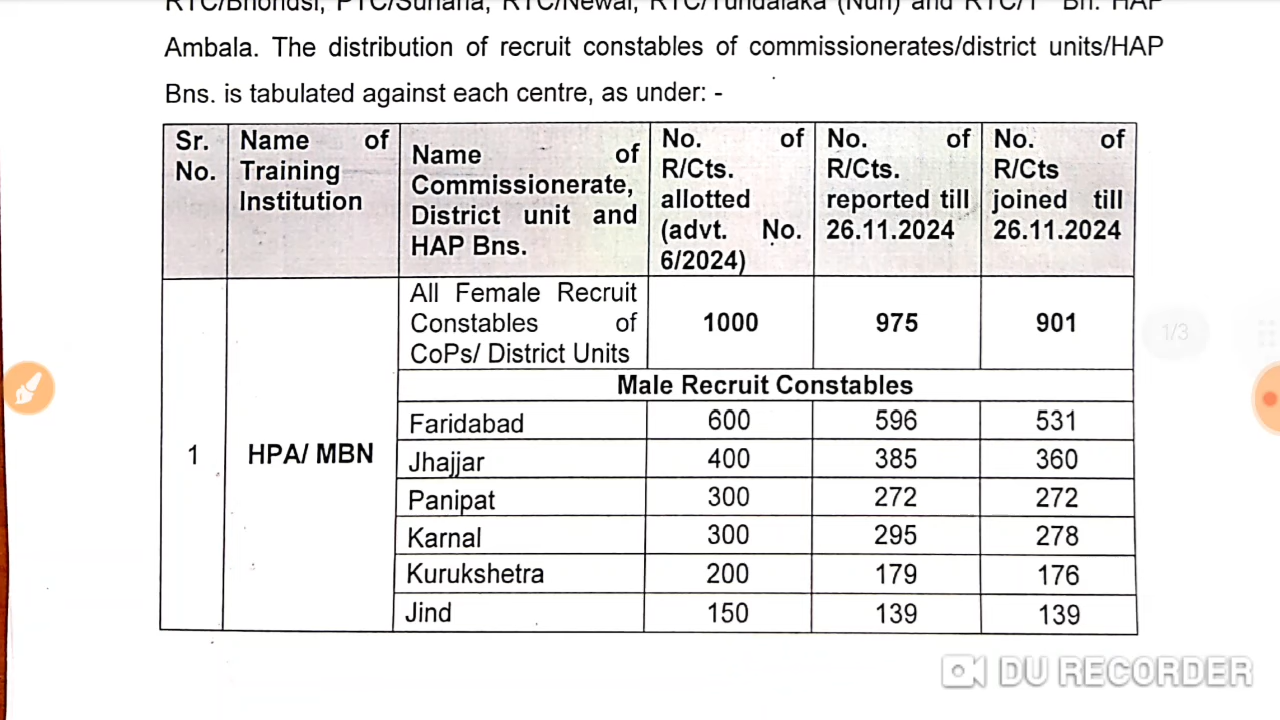 Ambala. The distribution of recruit constables of commissionerates/district units/HAP
Bns. is tabulated against each centre, as under: -
Sr. No. Name of Training Institution Name of Commissionerate, District unit and HAP Bns. No. of R/Cts. allotted (advt. No. 6/2024) No. of R/Cts. reported till 26.11.2024 No. of R/Cts joined till 26.11.2024
1 HPA/ MBN
All Female Recruit Constables of CoPs/ District Units 1000 975 901
Male Recruit Constables
Faridabad 600 596 531
Jhajjar 400 385 360
Panipat 300 272 272
Karnal 300 295 278
Kurukshetra 200 179 176
Jind 150 139 139
1/3
DU RECORDER